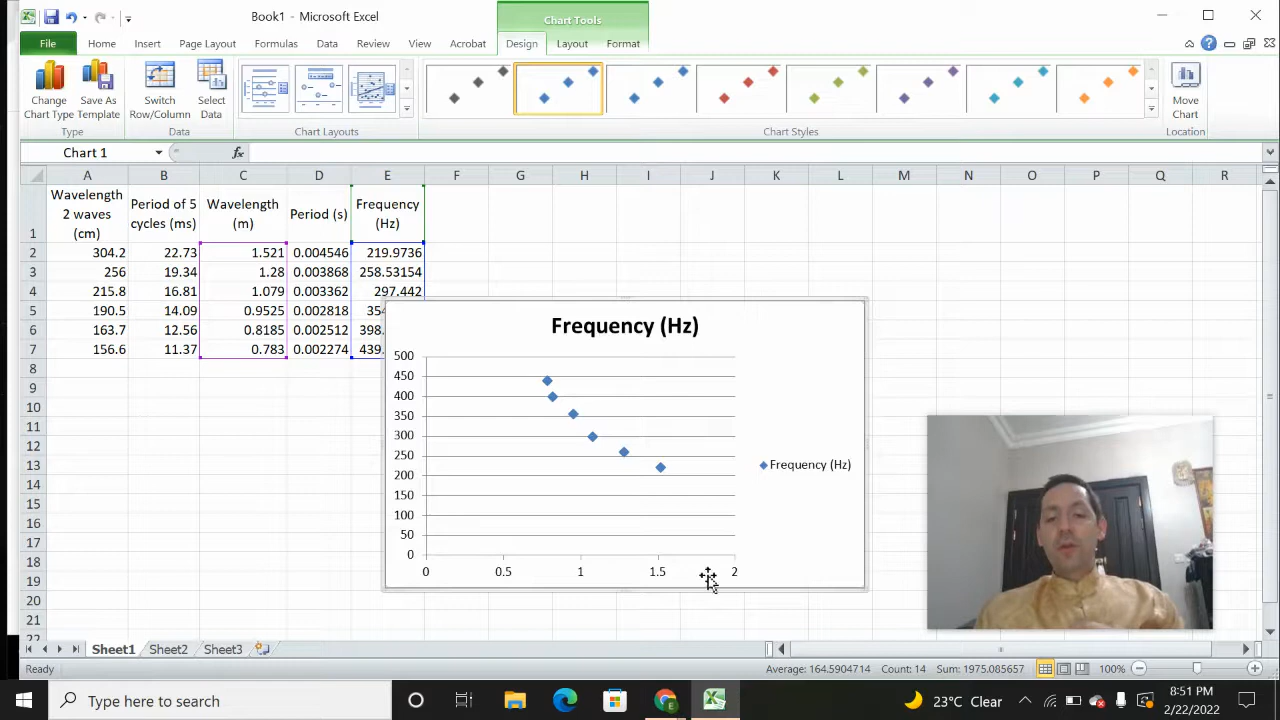 Book1 - Microsoft Excel
Chart Tools
File Home Insert Page Layout Formulas Data Review View Acrobat Design Layout Format
Change Chart Type
Save As Template
Switch Row/Column
Select Data
Move Chart
Type Data Chart Layouts Chart Styles Location
Chart 1 fx
A B C D E F G H I J K L M N O P Q R
Wavelength 2 waves (cm)
Period of 5 cycles (ms)
Wavelength (m)
Period (s)
Frequency (Hz)
1
2 304.2 22.73 1.521 0.004546 219.9736
3 256 19.34 1.28 0.003868 258.53154
4 215.8 16.81 1.079 0.003362 297.442
5 190.5 14.09 0.9525 0.002818 354
6 163.7 12.56 0.8185 0.002512 398.
7 156.6 11.37 0.783 0.002274 439.
8
9
10
11
12
13
14
15
16
17
18
19
20
21
22
Frequency (Hz)
500
450
400
350
300
250
200
150
100
50
0
0 0.5 1 1.5 2
Frequency (Hz)
Sheet1 Sheet2 Sheet3
Ready Average: 164.5904714 Count: 14 Sum: 1975.085657 100%
Type here to search
23°C Clear
8:51 PM
2/22/2022